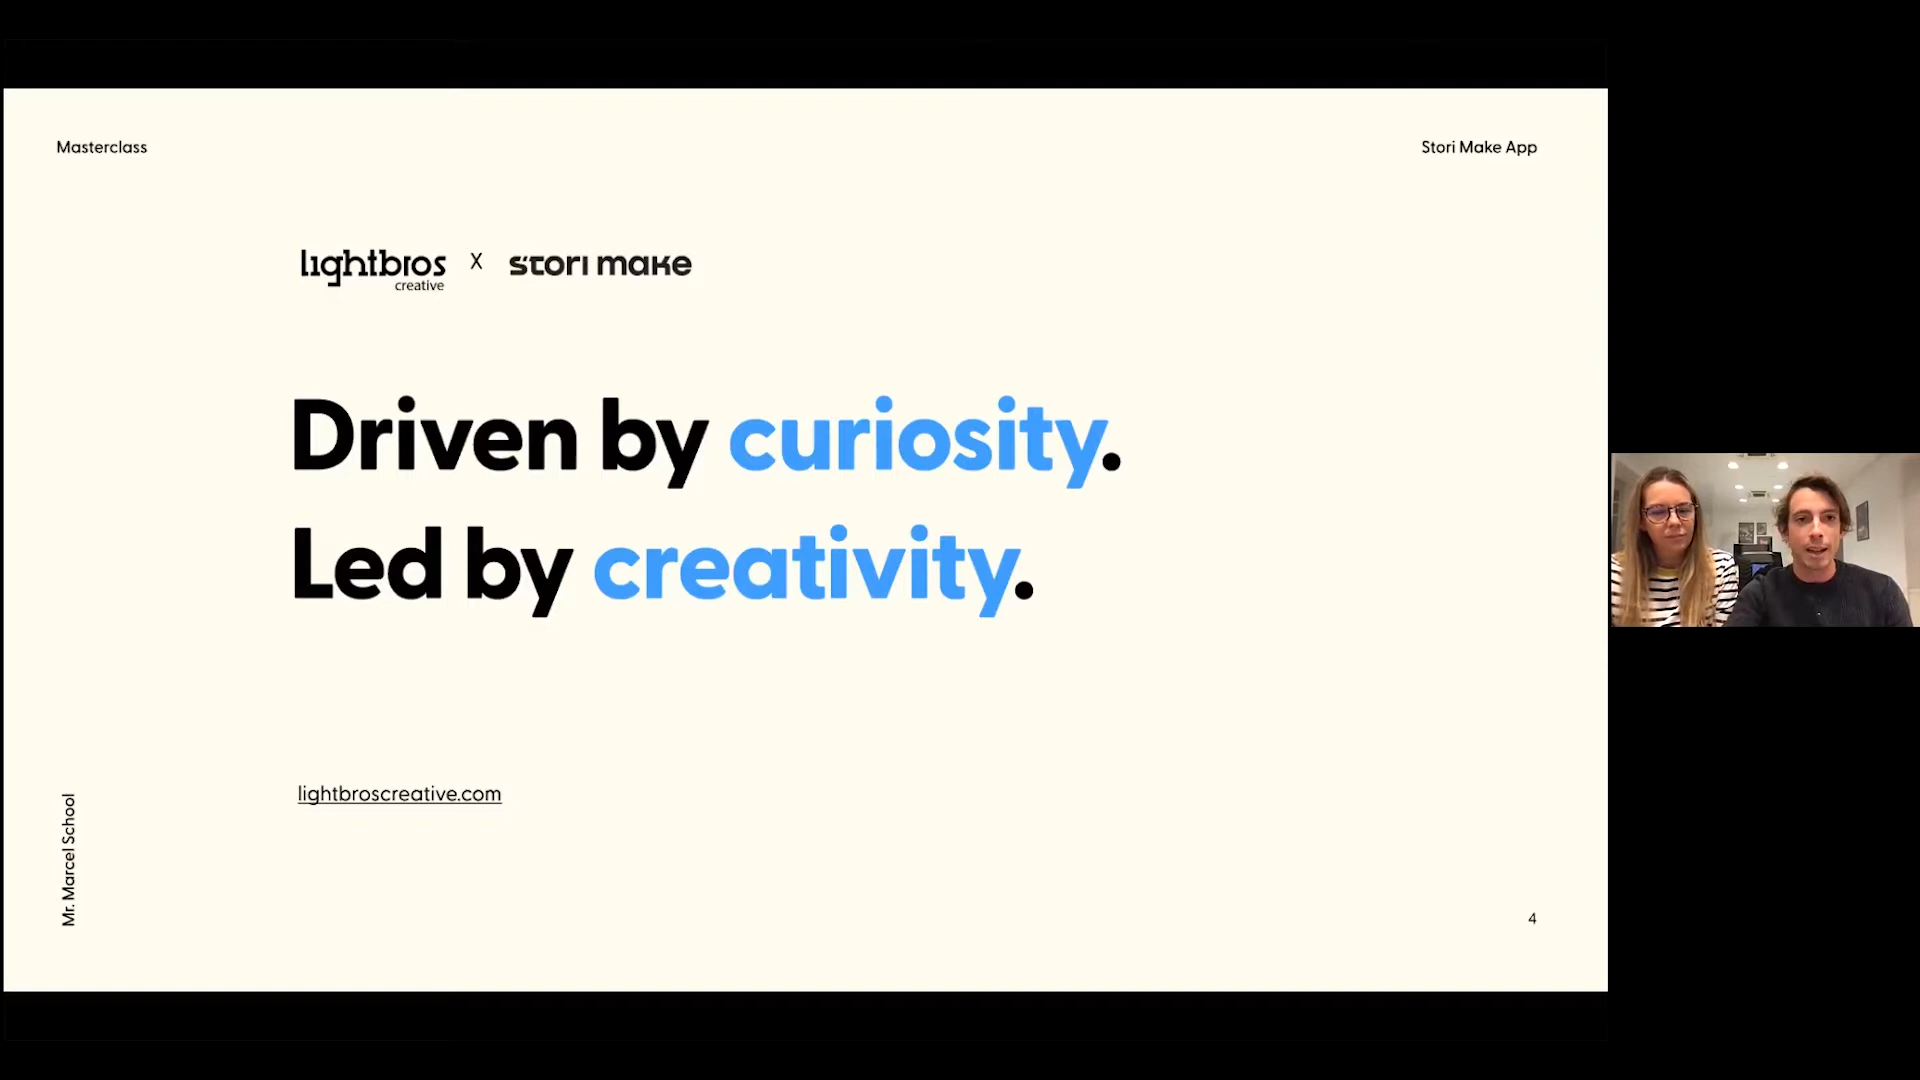 Masterclass
Stori Make App
lightbros
creative
X
stori make
Driven by curiosity.
Led by creativity.
lightbroscreative.com
Mr. Marcel School
4